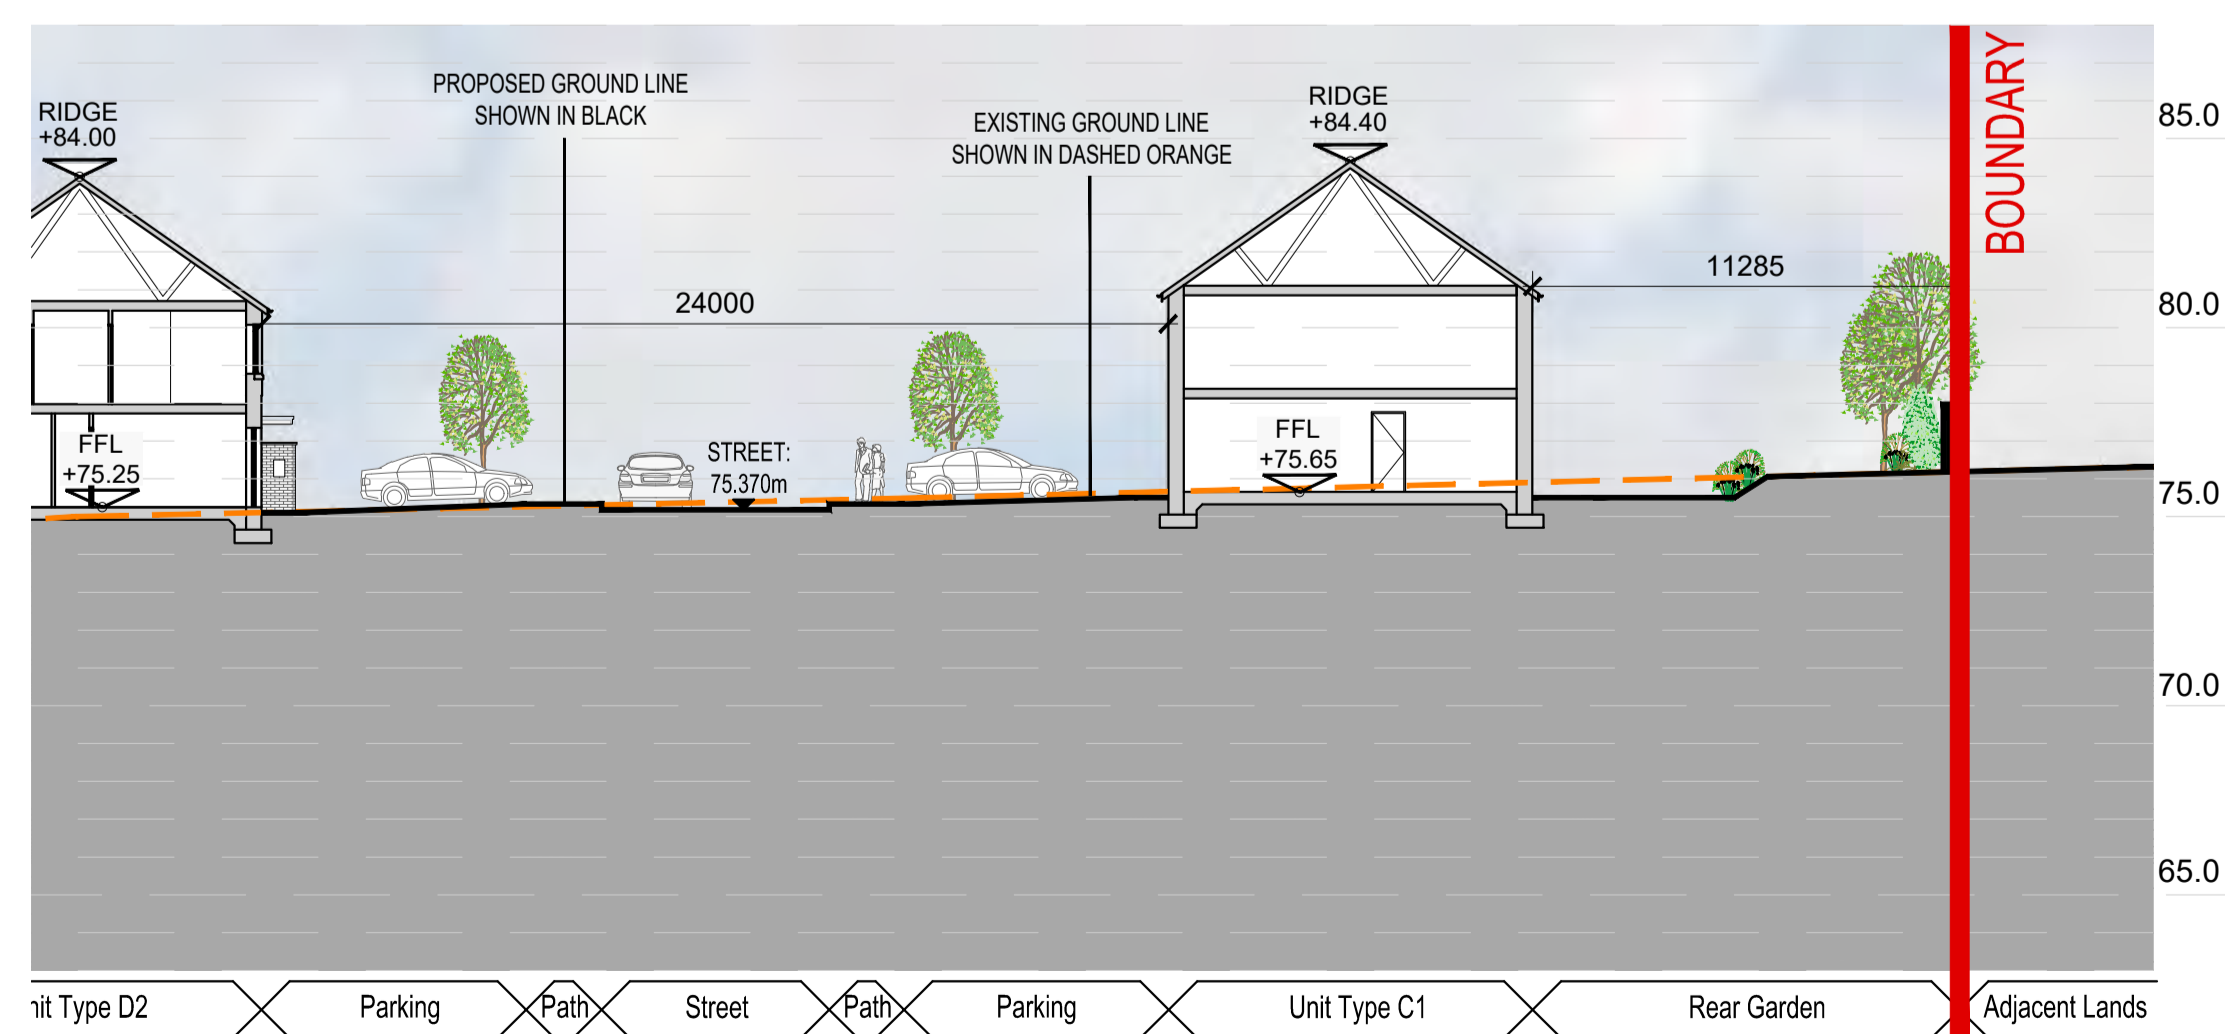 PROPOSED GROUND LINE
SHOWN IN BLACK
RIDGE
+84.00
EXISTING GROUND LINE
SHOWN IN DASHED ORANGE
RIDGE
+84.40
BOUNDARY
85.0
80.0
75.0
70.0
65.0
24000
11285
FFL
+75.25
STREET:
75.370m
FFL
+75.65
nit Type D2
Parking
Path
Street
Path
Parking
Unit Type C1
Rear Garden
Adjacent Lands